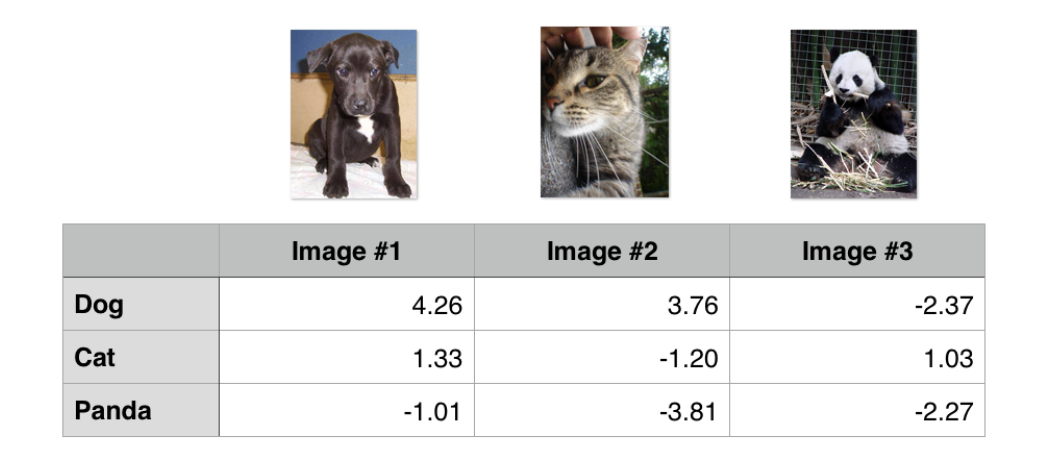 Image #1 Image #2 Image #3
Dog 4.26 3.76 -2.37
Cat 1.33 -1.20 1.03
Panda -1.01 -3.81 -2.27